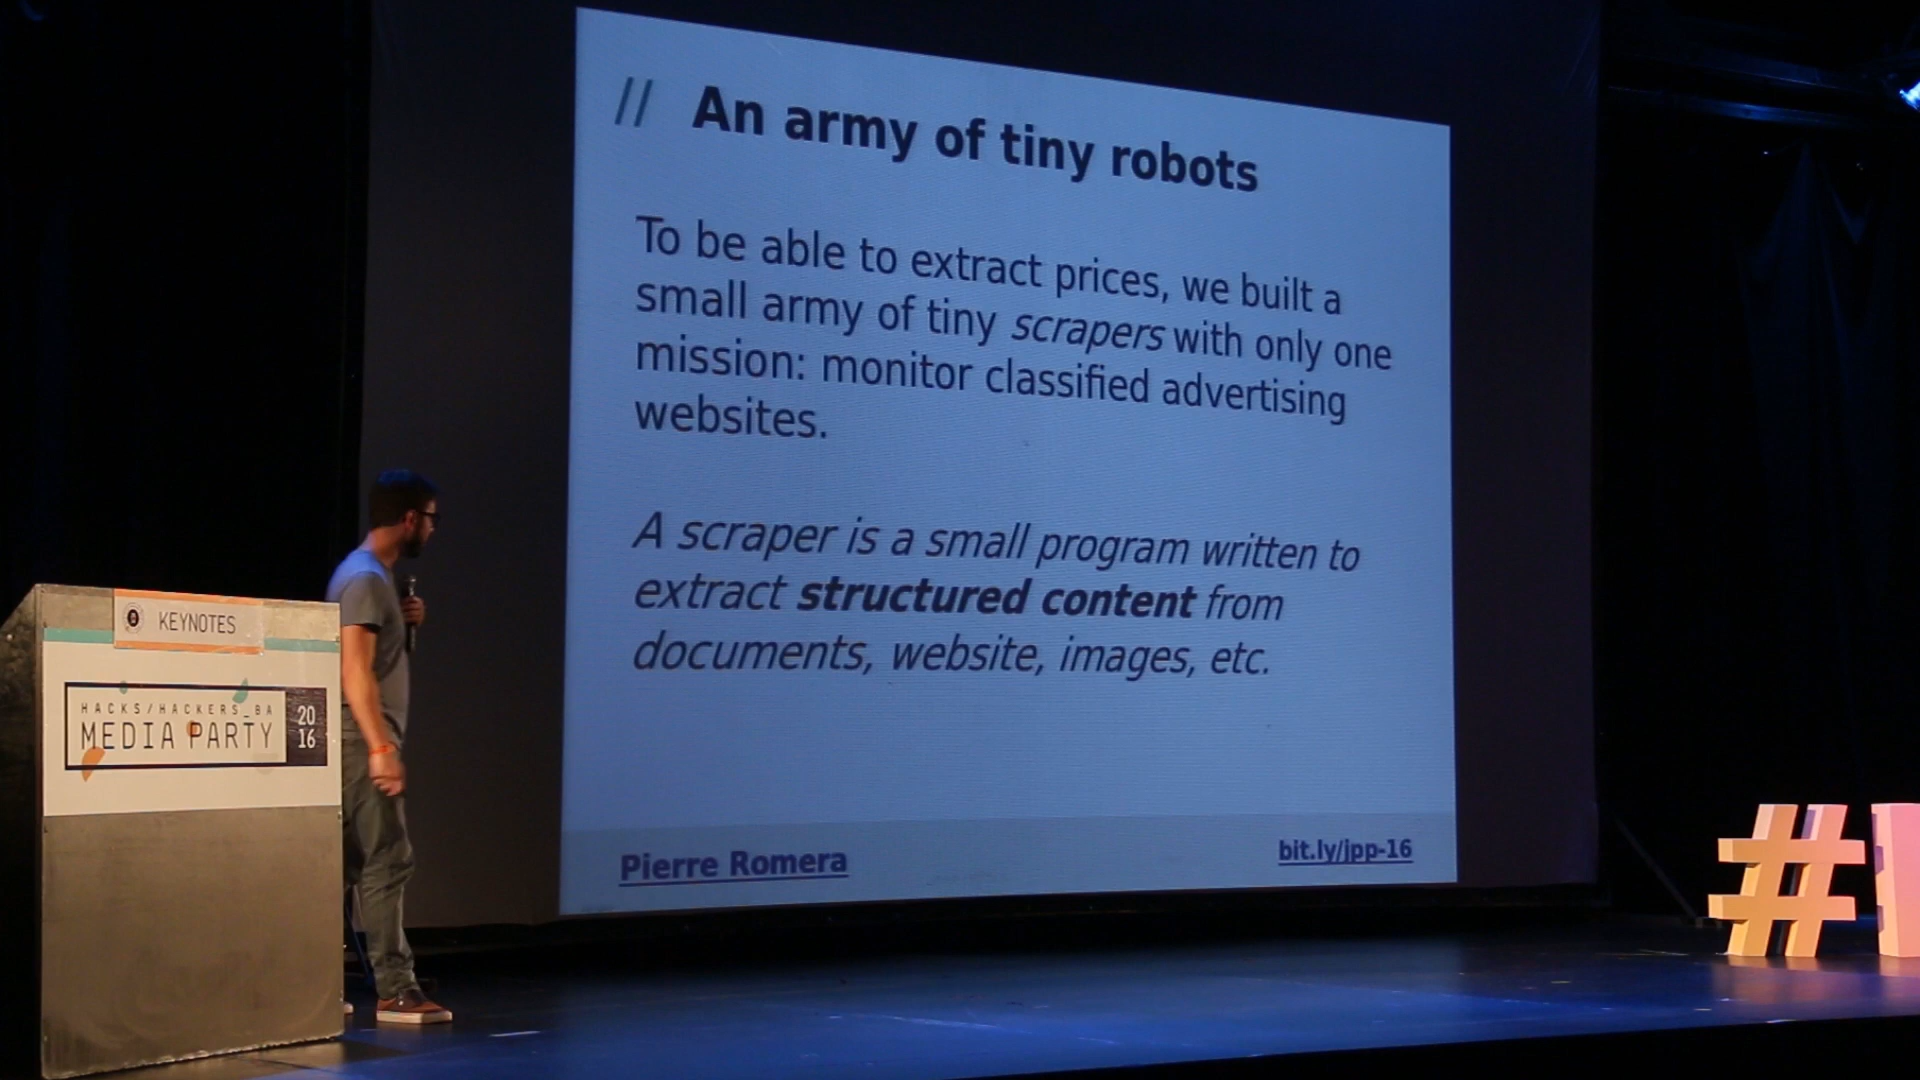 // An army of tiny robots
To be able to extract prices, we built a
small army of tiny scrapers with only one
mission: monitor classified advertising
websites.
A scraper is a small program written to
extract structured content from
documents, website, images, etc.
Pierre Romera
bit.ly/jpp-16
KEYNOTES
HACKS/HACKERS_BA
MEDIA PARTY
20
16
#